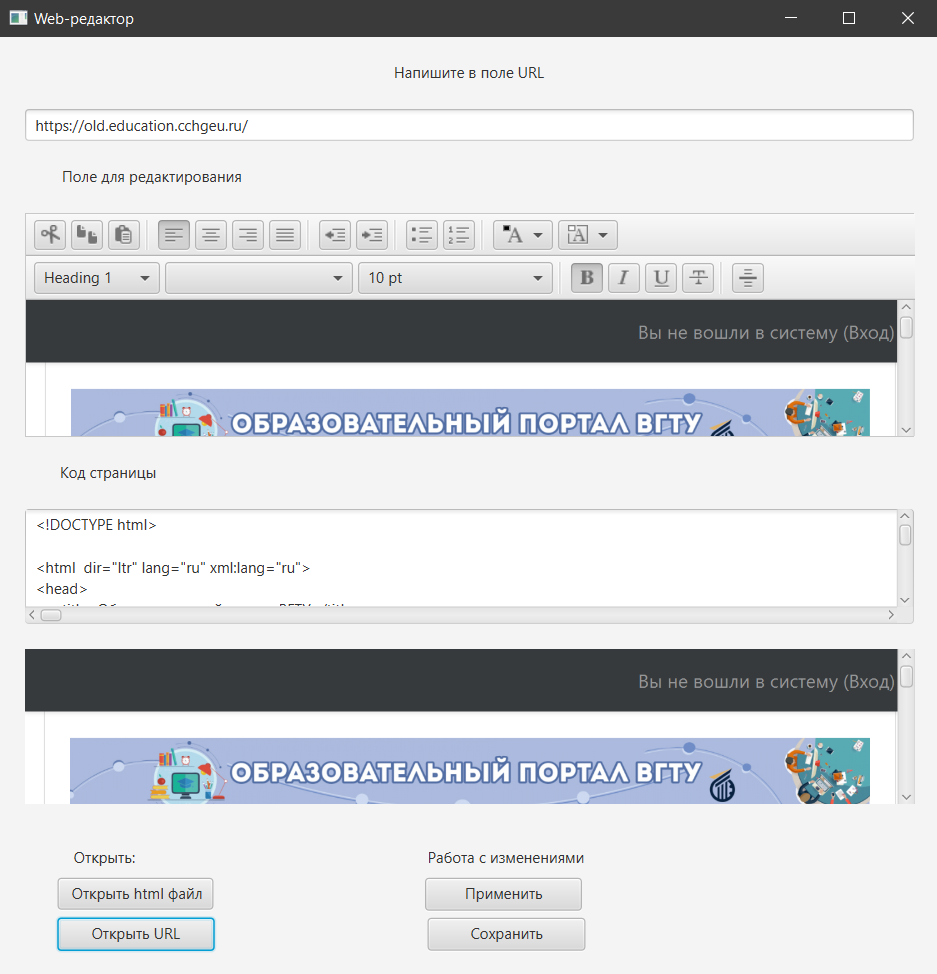 Web-редактор
Напишите в поле URL
https://old.education.cchgeu.ru/
Поле для редактирования
Heading 1
10 pt
B I U T
Вы не вошли в систему (Вход)
ОБРАЗОВАТЕЛЬНЫЙ ПОРТАЛ ВГТУ
Код страницы
<!DOCTYPE html>
<html  dir="ltr" lang="ru" xml:lang="ru">
<head>
Вы не вошли в систему (Вход)
ОБРАЗОВАТЕЛЬНЫЙ ПОРТАЛ ВГТУ
Открыть:
Работа с изменениями
Открыть html файл
Применить
Открыть URL
Сохранить